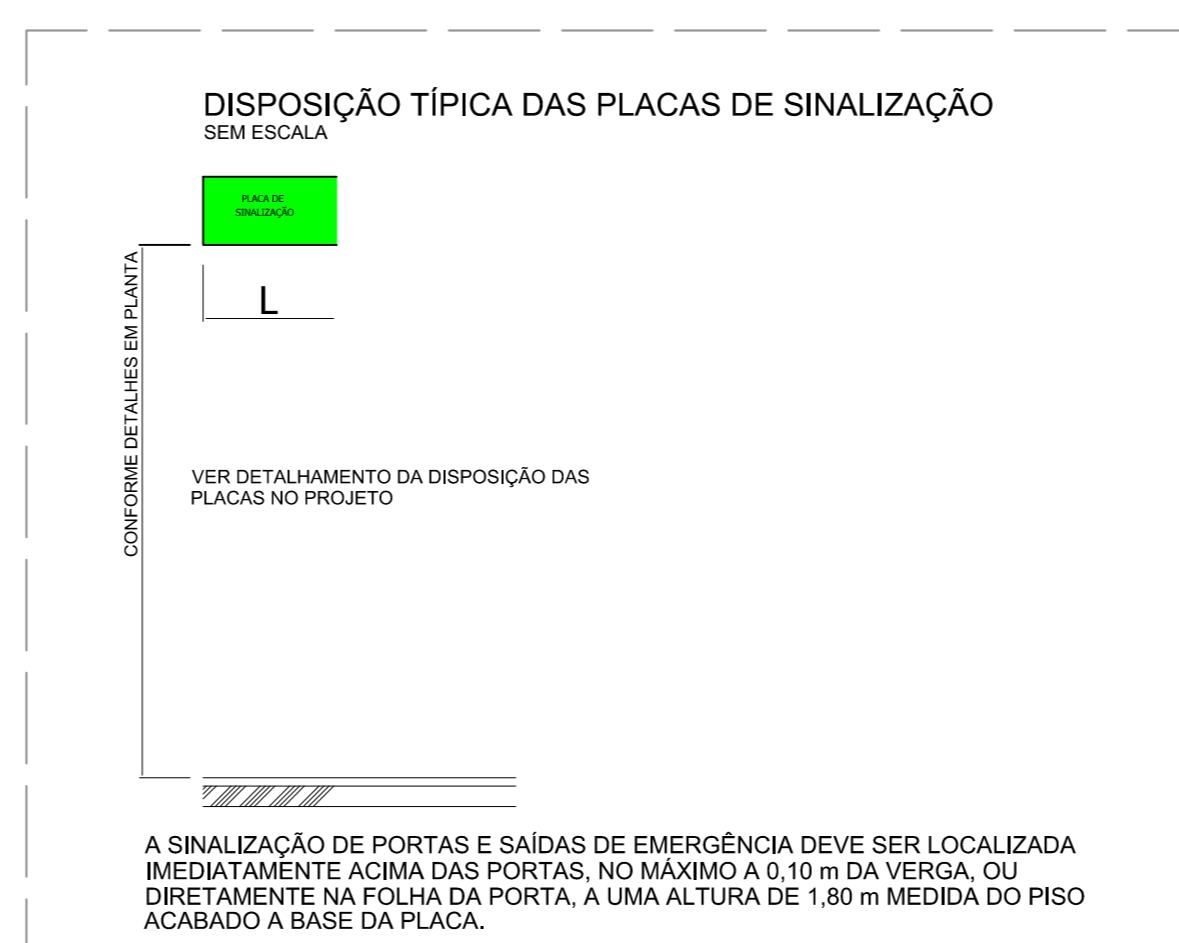 DISPOSIÇÃO TÍPICA DAS PLACAS DE SINALIZAÇÃO
SEM ESCALA
PLACA DE
SINALIZAÇÃO
L
CONFORME DETALHES EM PLANTA
VER DETALHAMENTO DA DISPOSIÇÃO DAS
PLACAS NO PROJETO
A SINALIZAÇÃO DE PORTAS E SAÍDAS DE EMERGÊNCIA DEVE SER LOCALIZADA
IMEDIATAMENTE ACIMA DAS PORTAS, NO MÁXIMO A 0,10 m DA VERGA, OU
DIRETAMENTE NA FOLHA DA PORTA, A UMA ALTURA DE 1,80 m MEDIDA DO PISO
ACABADO A BASE DA PLACA.